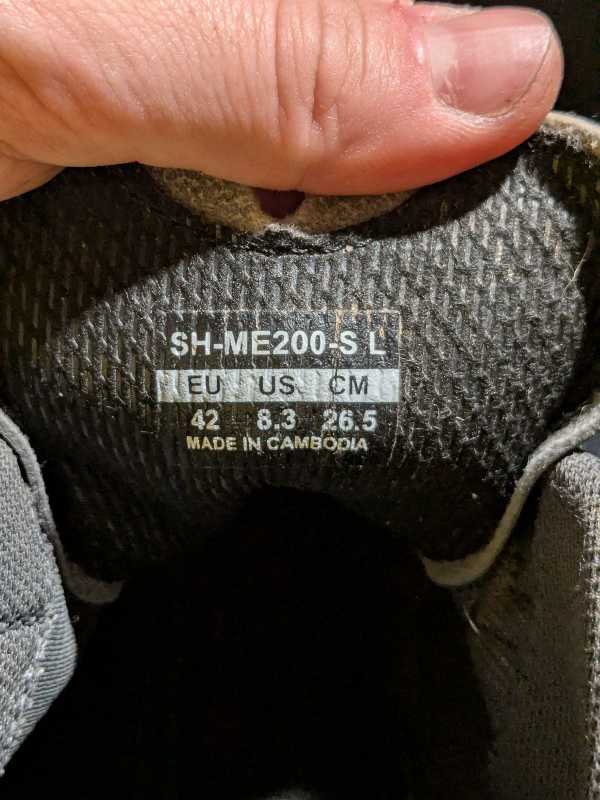 SH-ME200-S L
EU US CM
42 8.3 26.5
MADE IN CAMBODIA